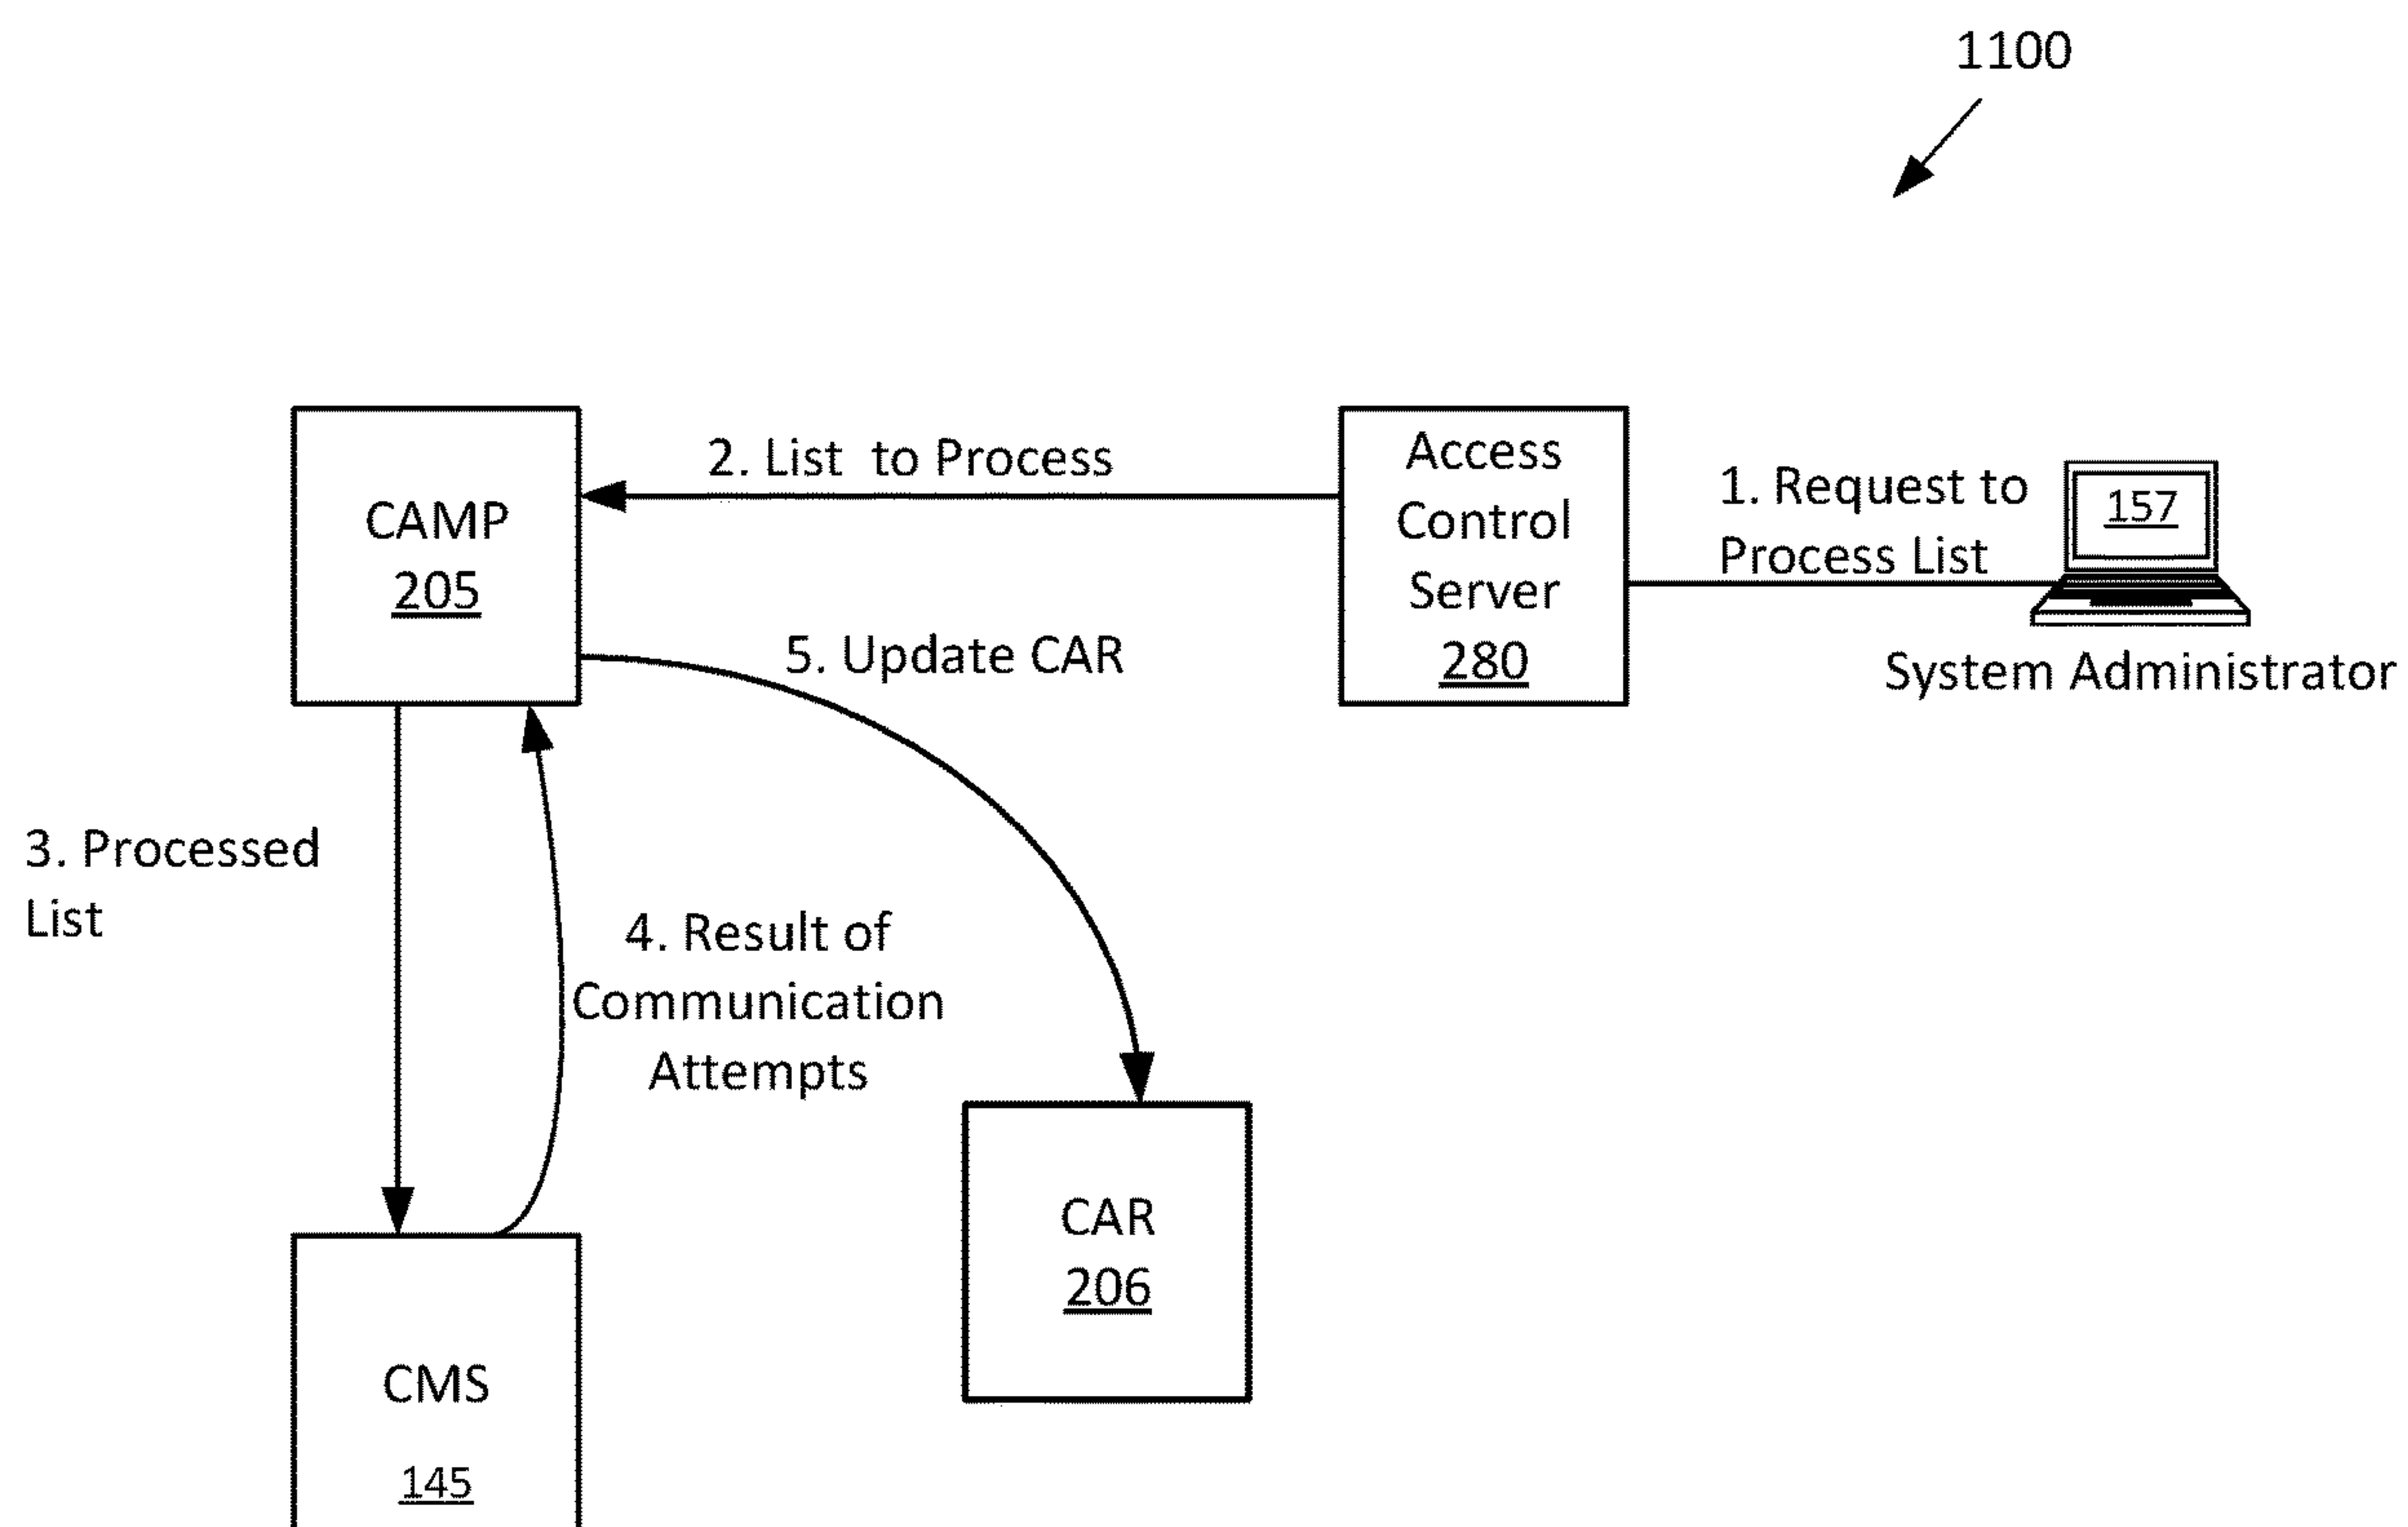 1100
2. List  to Process
Access
Control
Server
280
1. Request to
Process List
157
System Administrator
CAMP
205
5. Update CAR
3. Processed
List
4. Result of
Communication
Attempts
CAR
206
CMS
145